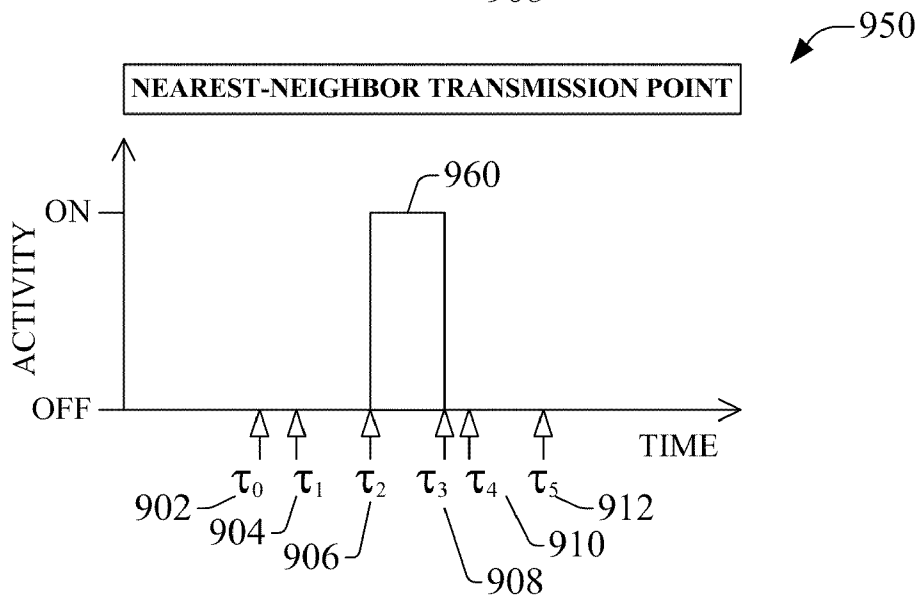 950
NEAREST-NEIGHBOR TRANSMISSION POINT
960
ON
ACTIVITY
OFF
TIME
τ0 τ1 τ2 τ3 τ4 τ5
902 904 906 908 910 912